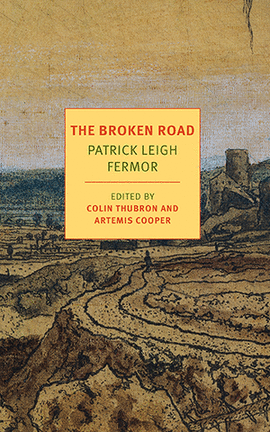 THE BROKEN ROAD
PATRICK LEIGH
FERMOR
EDITED BY
COLIN THUBRON AND
ARTEMIS COOPER